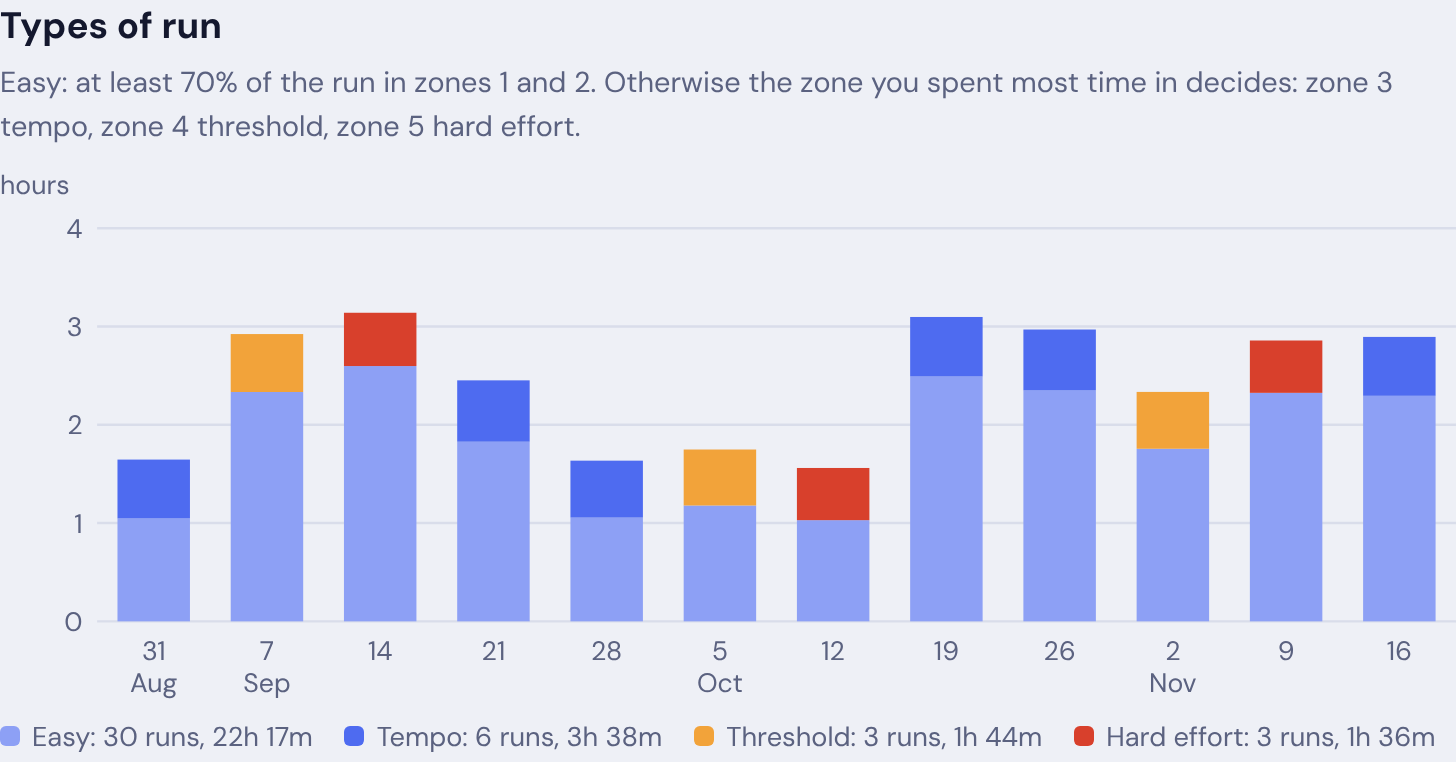 Types of run
Easy: at least 70% of the run in zones 1 and 2. Otherwise the zone you spent most time in decides: zone 3
tempo, zone 4 threshold, zone 5 hard effort.
hours
4
3
2
1
0
31 7 14 21 28 5 12 19 26 2 9 16
Aug Sep Oct Nov
Easy: 30 runs, 22h 17m Tempo: 6 runs, 3h 38m Threshold: 3 runs, 1h 44m Hard effort: 3 runs, 1h 36m